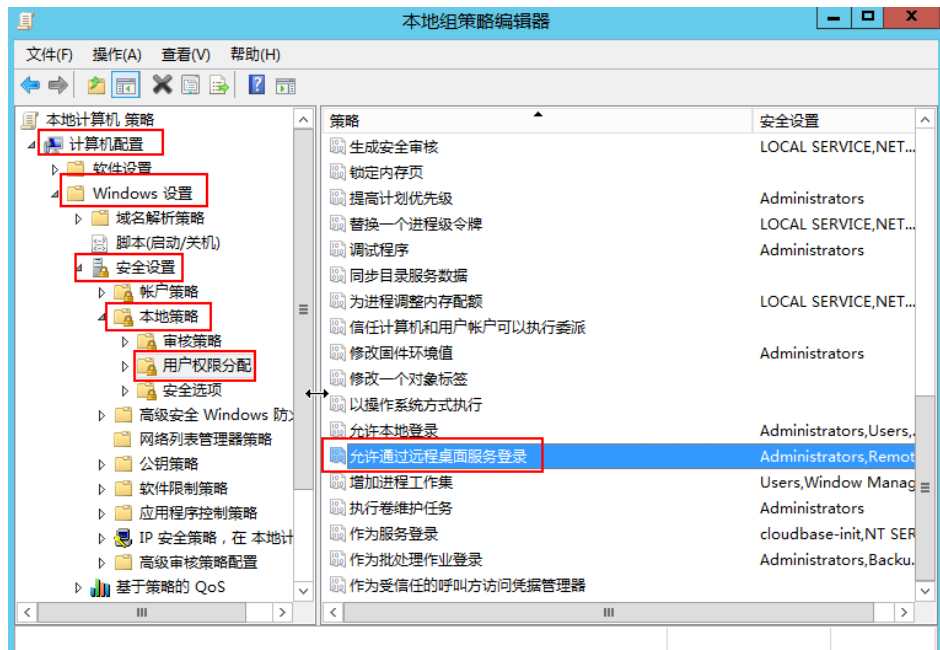 本地组策略编辑器
文件(F) 操作(A) 查看(V) 帮助(H)
本地计算机 策略
计算机配置
软件设置
Windows 设置
域名解析策略
脚本(启动/关机)
安全设置
帐户策略
本地策略
审核策略
用户权限分配
安全选项
高级安全 Windows 防
网络列表管理器策略
公钥策略
软件限制策略
应用程序控制策略
IP 安全策略，在 本地计
高级审核策略配置
基于策略的 QoS
策略 安全设置
生成安全审核 LOCAL SERVICE,NET...
锁定内存页
提高计划优先级 Administrators
替换一个进程级令牌 LOCAL SERVICE,NET...
调试程序 Administrators
同步目录服务数据
为进程调整内存配额 LOCAL SERVICE,NET...
信任计算机和用户帐户可以执行委派
修改固件环境值 Administrators
修改一个对象标签
以操作系统方式执行
允许本地登录 Administrators,Users,.
允许通过远程桌面服务登录 Administrators,Remot
增加进程工作集 Users,Window Manag
执行卷维护任务 Administrators
作为服务登录 cloudbase-init,NT SER
作为批处理作业登录 Administrators,Backu.
作为受信任的呼叫方访问凭据管理器